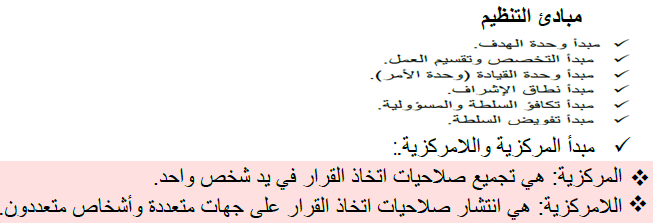 مبادئ التنظيم
✓ مبدأ وحدة الهدف.
✓ مبدأ التخصص وتقسيم العمل.
✓ مبدأ وحدة القيادة (وحدة الأمر).
✓ مبدأ نطاق الإشراف.
✓ مبدأ تكافؤ السلطة والمسؤولية.
✓ مبدأ تفويض السلطة.
✓ مبدأ المركزية واللامركزية:.
❖ المركزية: هي تجميع صلاحيات اتخاذ القرار في يد شخص واحد.
❖ اللامركزية: هي انتشار صلاحيات اتخاذ القرار على جهات متعددة وأشخاص متعددون.